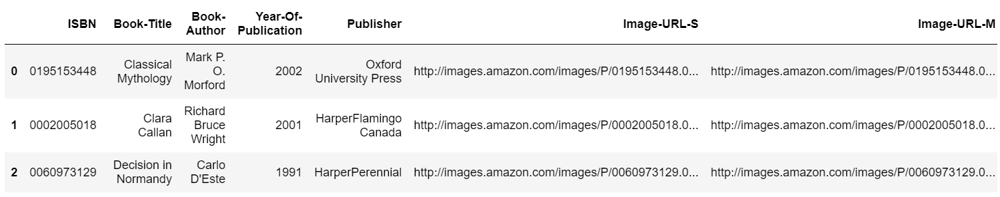 ISBN Book-Title Book-Author Year-Of-Publication Publisher Image-URL-S Image-URL-M
0 0195153448 Classical Mythology Mark P. O. Morford 2002 Oxford University Press http://images.amazon.com/images/P/0195153448.0... http://images.amazon.com/images/P/0195153448.0...
1 0002005018 Clara Callan Richard Bruce Wright 2001 HarperFlamingo Canada http://images.amazon.com/images/P/0002005018.0... http://images.amazon.com/images/P/0002005018.0...
2 0060973129 Decision in Normandy Carlo D'Este 1991 HarperPerennial http://images.amazon.com/images/P/0060973129.0... http://images.amazon.com/images/P/0060973129.0...